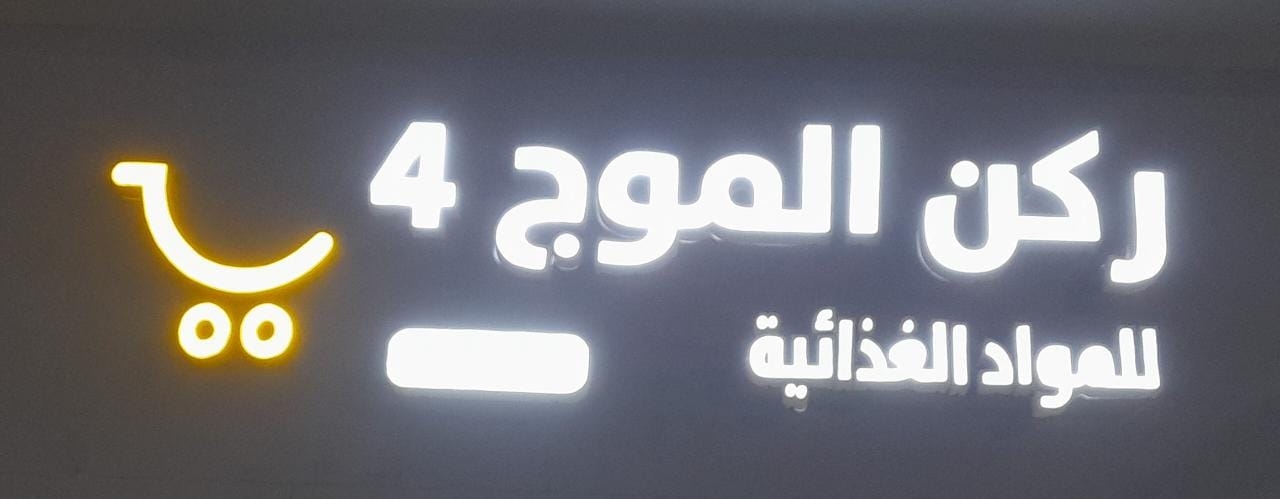 ركن الموج 4
للمواد الغذائية